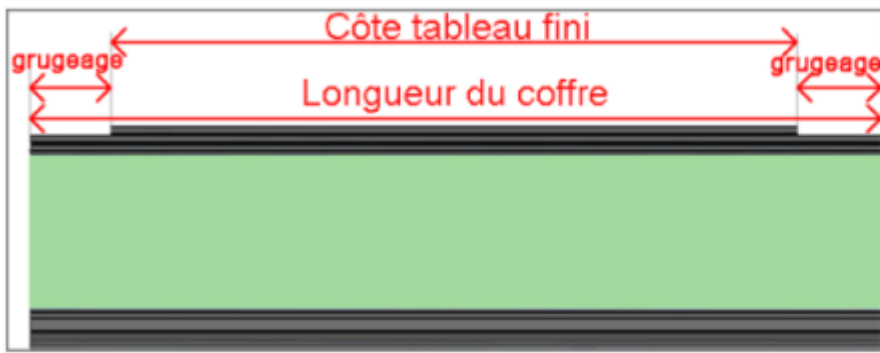 Côte tableau fini
grugeage grugeage
Longueur du coffre